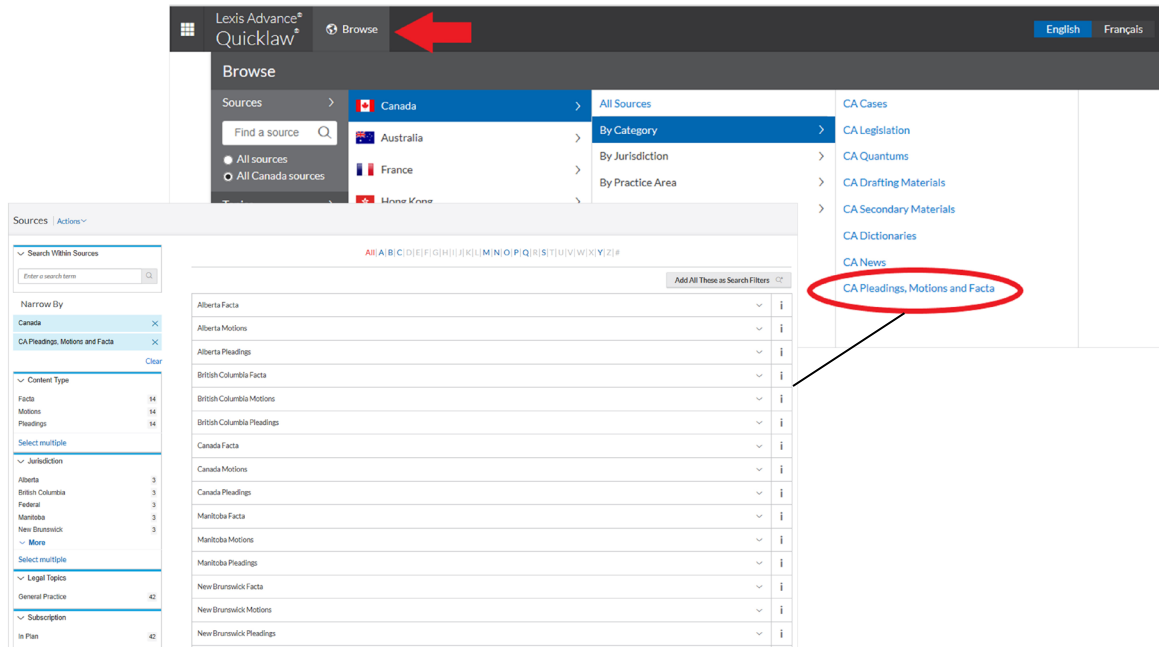 Lexis Advance®
Quicklaw®
Browse
English
Français
Browse
Sources
Find a source
All sources
All Canada sources
Canada
Australia
France
Hong Kong
All Sources
By Category
By Jurisdiction
By Practice Area
CA Cases
CA Legislation
CA Quantums
CA Drafting Materials
CA Secondary Materials
CA Dictionaries
CA News
CA Pleadings, Motions and Facta
Sources | Actions
Search Within Sources
Enter a search term
Narrow By
Canada
CA Pleadings, Motions and Facta
Clear
Content Type
Facta 14
Motions 14
Pleadings 14
Select multiple
Jurisdiction
Alberta 3
British Columbia 3
Federal 3
Manitoba 3
New Brunswick 3
More
Select multiple
Legal Topics
General Practice 42
Subscription
In Plan 42
All|A|B|C|D|E|F|G|H|I|J|K|L|M|N|O|P|Q|R|S|T|U|V|W|X|Y|Z|#
Add All These as Search Filters
Alberta Facta
Alberta Motions
Alberta Pleadings
British Columbia Facta
British Columbia Motions
British Columbia Pleadings
Canada Facta
Canada Motions
Canada Pleadings
Manitoba Facta
Manitoba Motions
Manitoba Pleadings
New Brunswick Facta
New Brunswick Motions
New Brunswick Pleadings